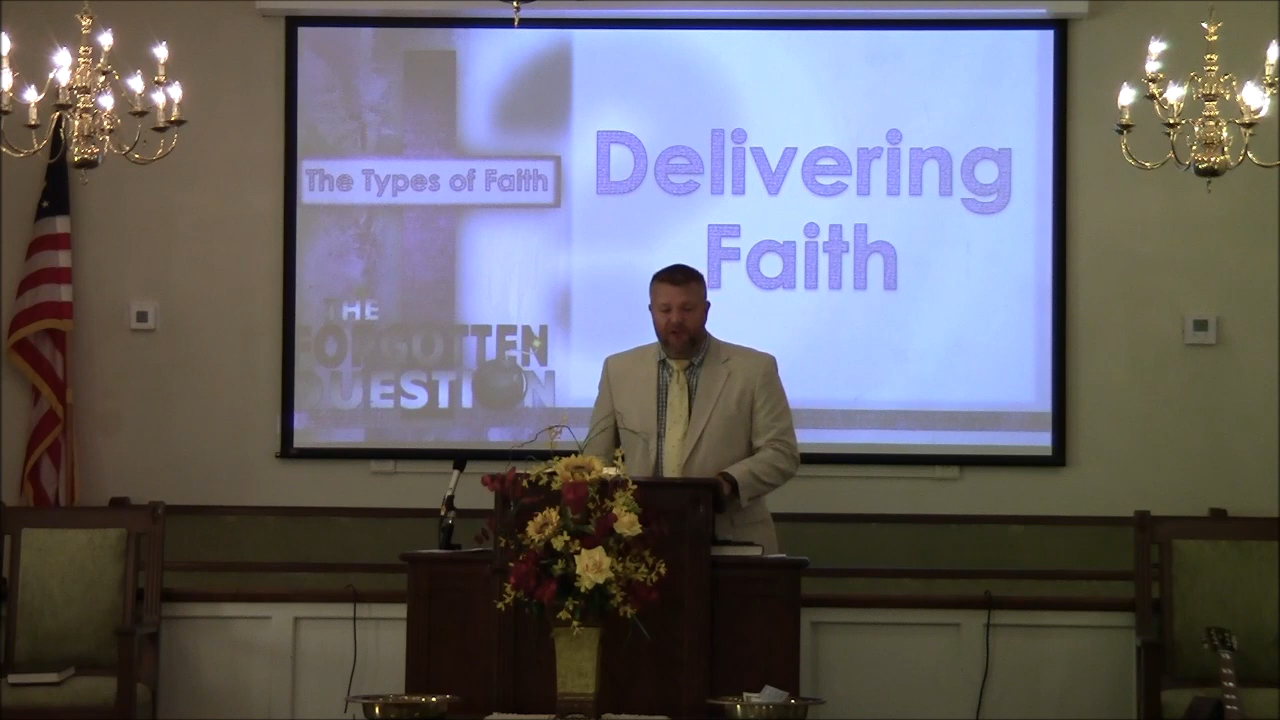 The Types of Faith
THE
FORGOTTEN
QUESTION
Delivering
Faith